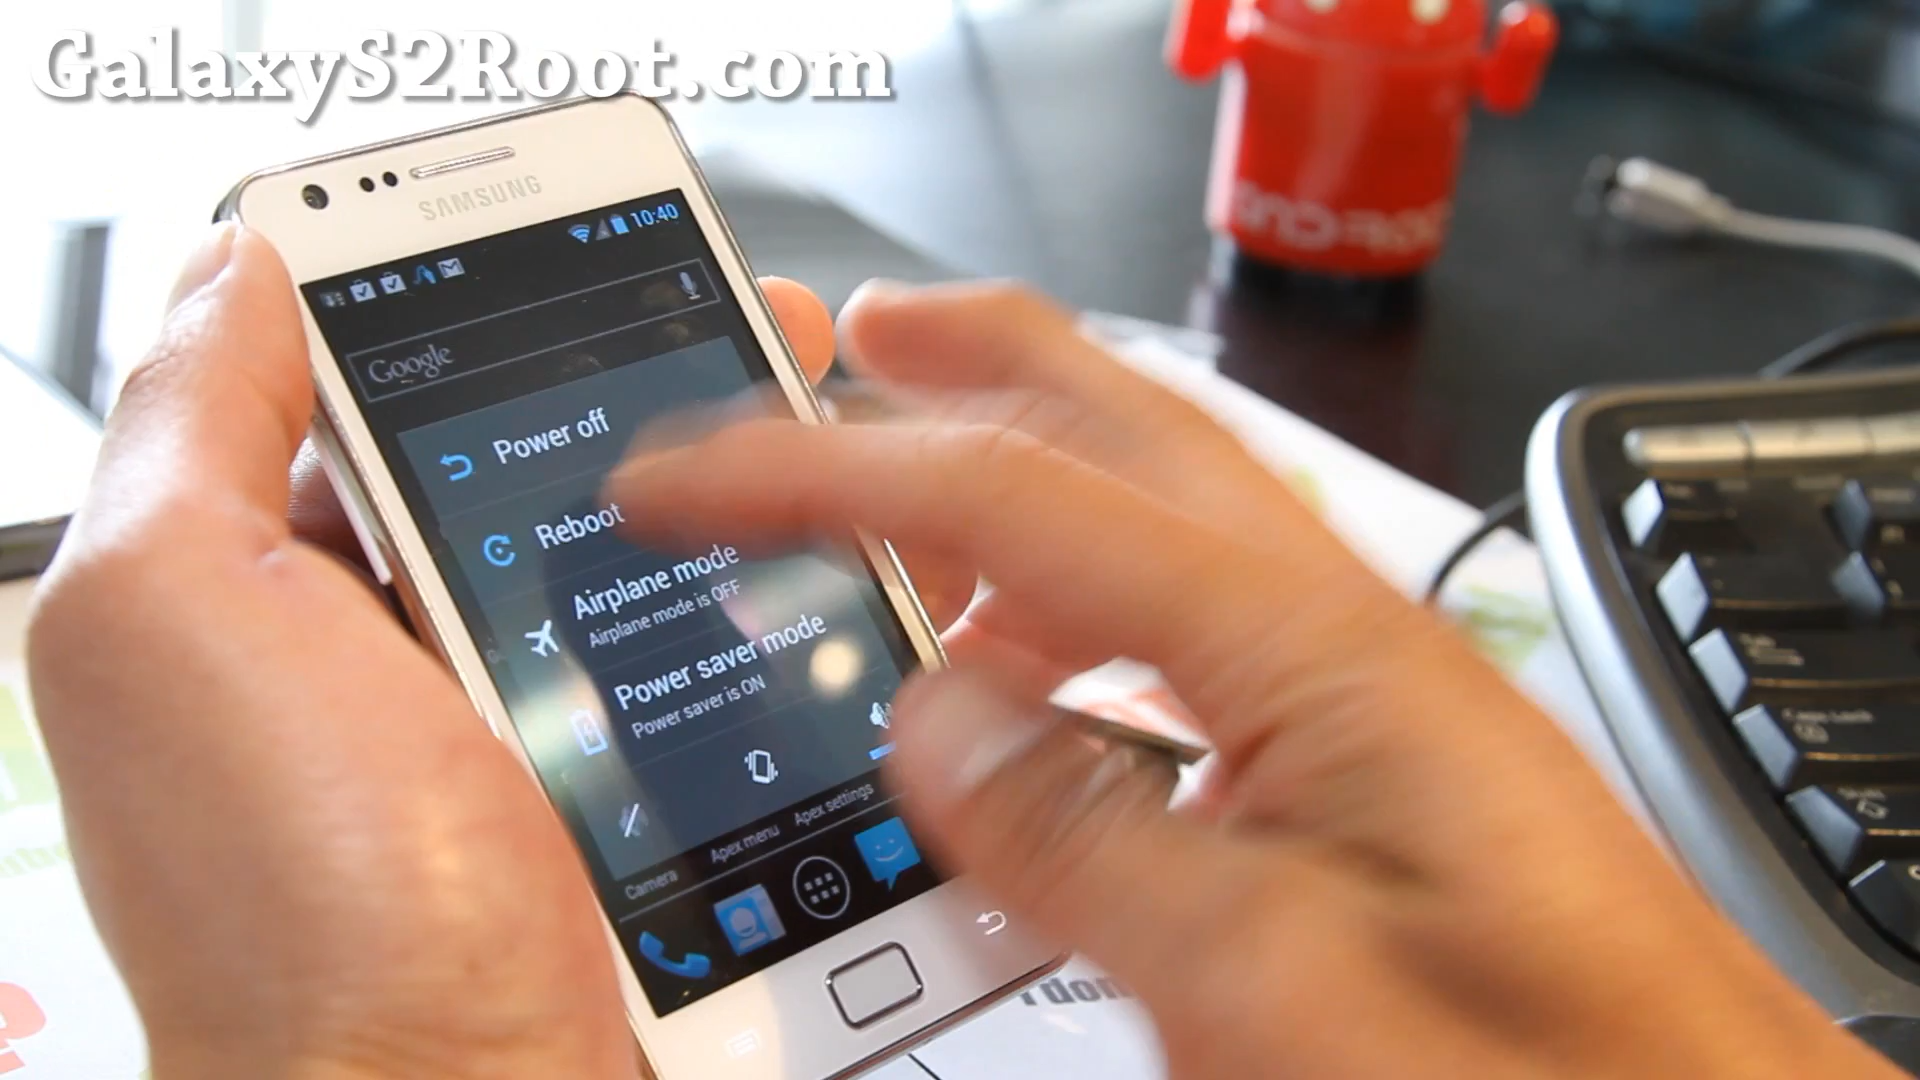 GalaxyS2Root.com
SAMSUNG
10:40
Google
Power off
Reboot
Airplane mode
Airplane mode is OFF
Power saver mode
Power saver is ON
Camera
Apex menu
Apex settings